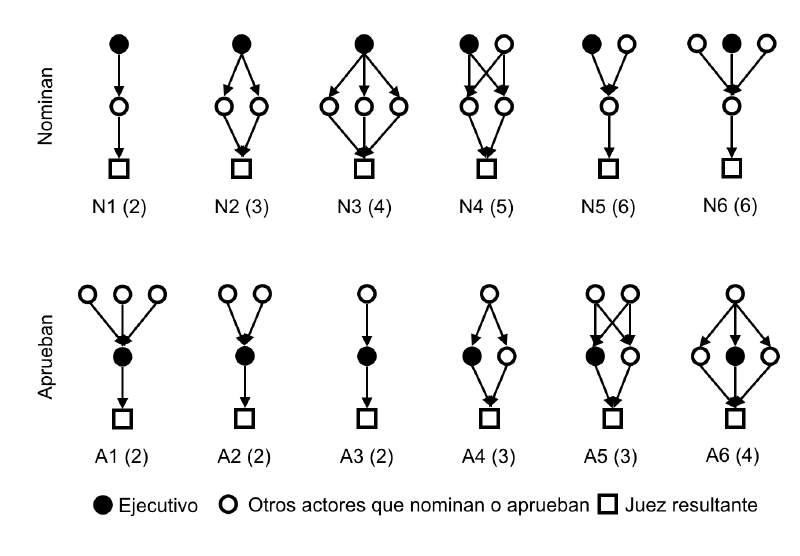 Nominan
N1 (2) N2 (3) N3 (4) N4 (5) N5 (6) N6 (6)
Aprueban
A1 (2) A2 (2) A3 (2) A4 (3) A5 (3) A6 (4)
Ejecutivo Otros actores que nominan o aprueban Juez resultante